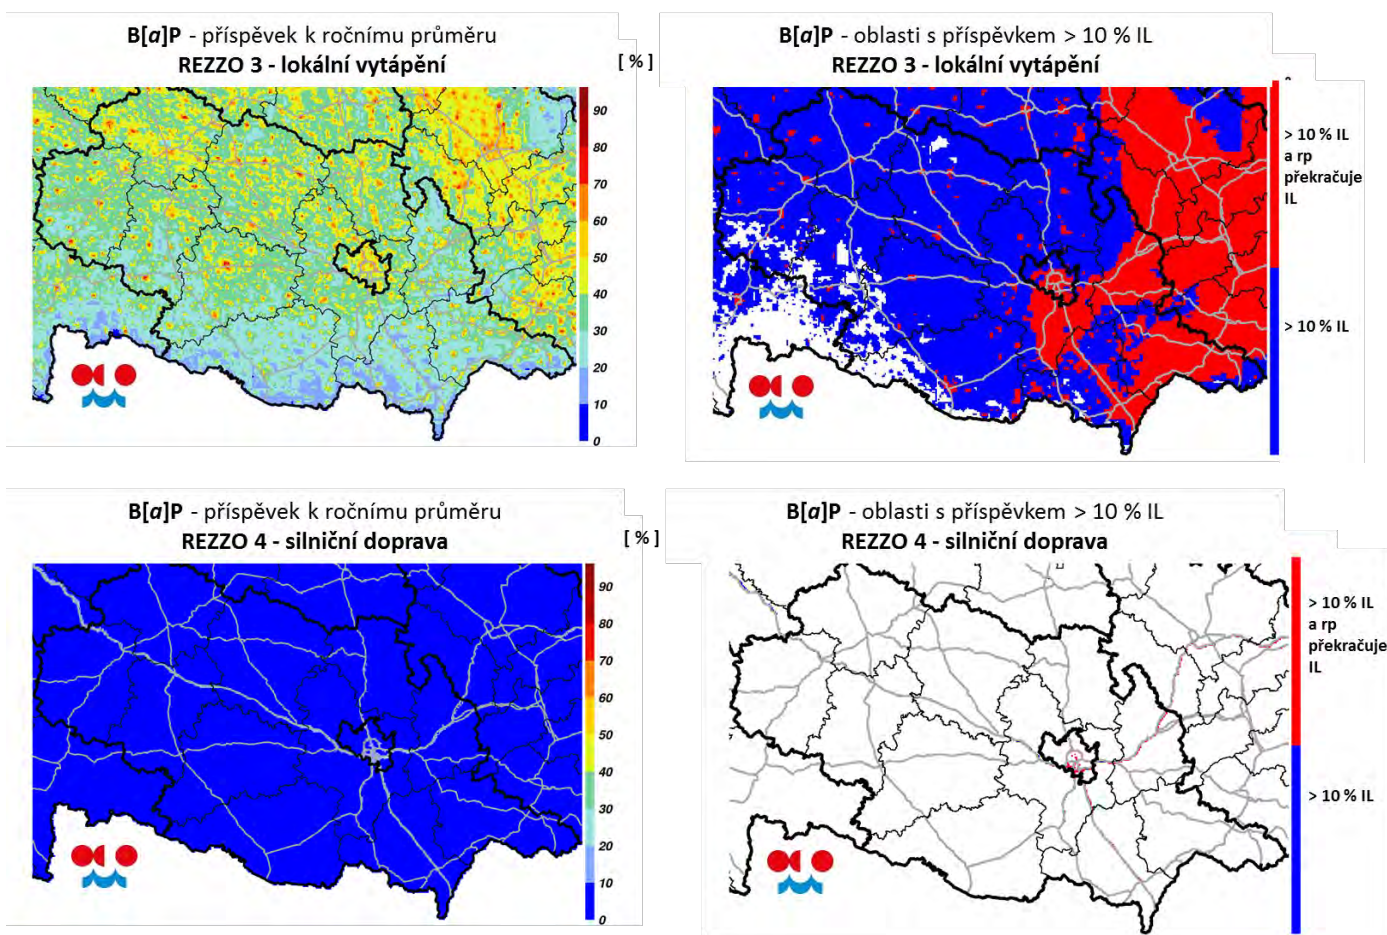 B[a]P - příspěvek k ročnímu průměru
REZZO 3 - lokální vytápění
[ % ]
90
80
70
60
50
40
30
20
10
0
B[a]P - oblasti s příspěvkem > 10 % IL
REZZO 3 - lokální vytápění
> 10 % IL
a rp
překračuje
IL
> 10 % IL
B[a]P - příspěvek k ročnímu průměru
REZZO 4 - silniční doprava
[ % ]
90
80
70
60
50
40
30
20
10
0
B[a]P - oblasti s příspěvkem > 10 % IL
REZZO 4 - silniční doprava
> 10 % IL
a rp
překračuje
IL
> 10 % IL